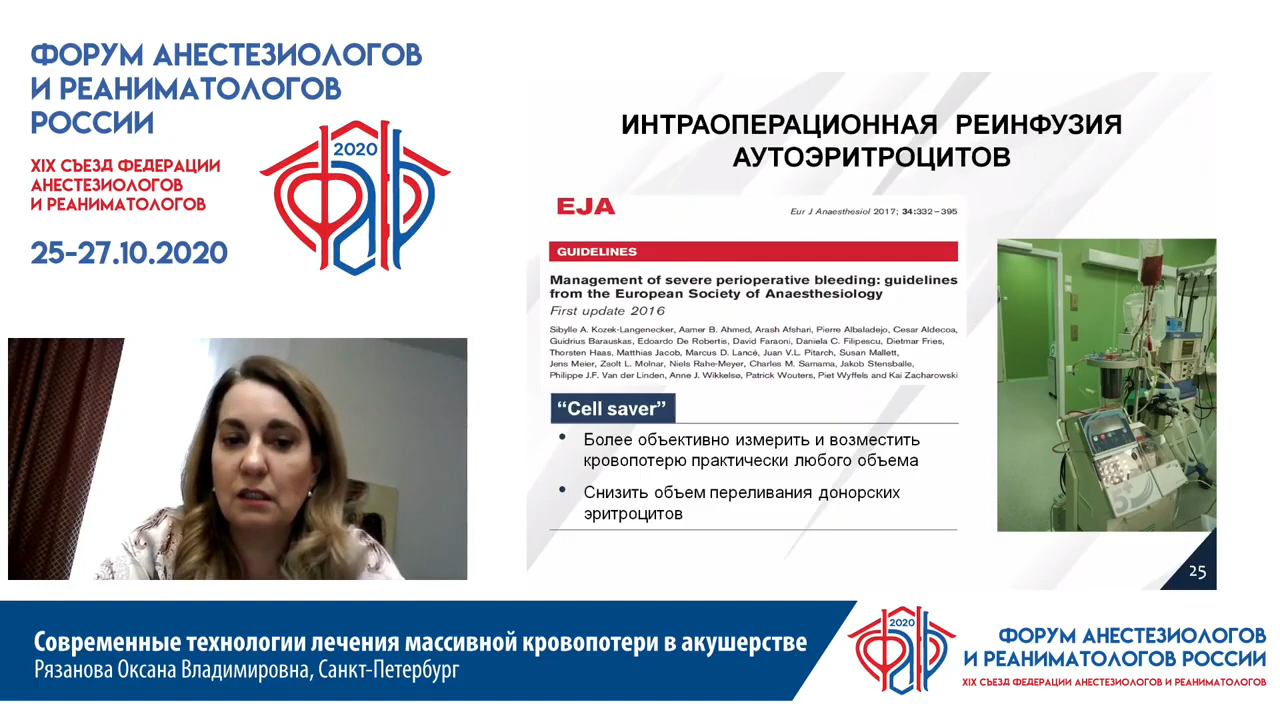 ФОРУМ АНЕСТЕЗИОЛОГОВ
И РЕАНИМАТОЛОГОВ
РОССИИ
XIX СЪЕЗД ФЕДЕРАЦИИ
АНЕСТЕЗИОЛОГОВ
И РЕАНИМАТОЛОГОВ
25-27.10.2020
2020
ФАР
ИНТРАОПЕРАЦИОННАЯ РЕИНФУЗИЯ
АУТОЭРИТРОЦИТОВ
EJA
Eur J Anaesthesiol 2017; 34:332–395
GUIDELINES
Management of severe perioperative bleeding: guidelines
from the European Society of Anaesthesiology
First update 2016
Sibylle A. Kozek-Langenecker, Aamer B. Ahmed, Arash Afshari, Pierre Albaladejo, Cesar Aldecoa,
Guidrius Barauskas, Edoardo De Robertis, David Faraoni, Daniela C. Filipescu, Dietmar Fries,
Thorsten Haas, Matthias Jacob, Marcus D. Lancé, Juan V.L. Pitarch, Susan Mallett,
Jens Meier, Zsolt L. Molnar, Niels Rahe-Meyer, Charles M. Samama, Jakob Stensballe,
Philippe J.F. Van der Linden, Anne J. Wikkelsø, Patrick Wouters, Piet Wyffels and Kai Zacharowski
“Cell saver”
• Более объективно измерить и возместить
кровопотерю практически любого объема
• Снизить объем переливания донорских
эритроцитов
25
Современные технологии лечения массивной кровопотери в акушерстве
Рязанова Оксана Владимировна, Санкт-Петербург
2020
ФАР
ФОРУМ АНЕСТЕЗИОЛОГОВ
И РЕАНИМАТОЛОГОВ РОССИИ
XIX СЪЕЗД ФЕДЕРАЦИИ АНЕСТЕЗИОЛОГОВ И РЕАНИМАТОЛОГОВ